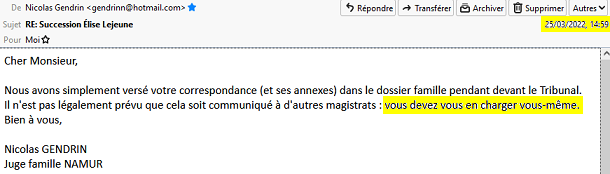 De Nicolas Gendrin <gendrinn@hotmail.com>
Répondre Transférer Archiver Supprimer Autres
Sujet RE: Succession Élise Lejeune 25/03/2022, 14:59
Pour Moi
Cher Monsieur,
Nous avons simplement versé votre correspondance (et ses annexes) dans le dossier famille pendant devant le Tribunal.
Il n'est pas légalement prévu que cela soit communiqué à d'autres magistrats : vous devez vous en charger vous-même.
Bien à vous,
Nicolas GENDRIN
Juge famille NAMUR